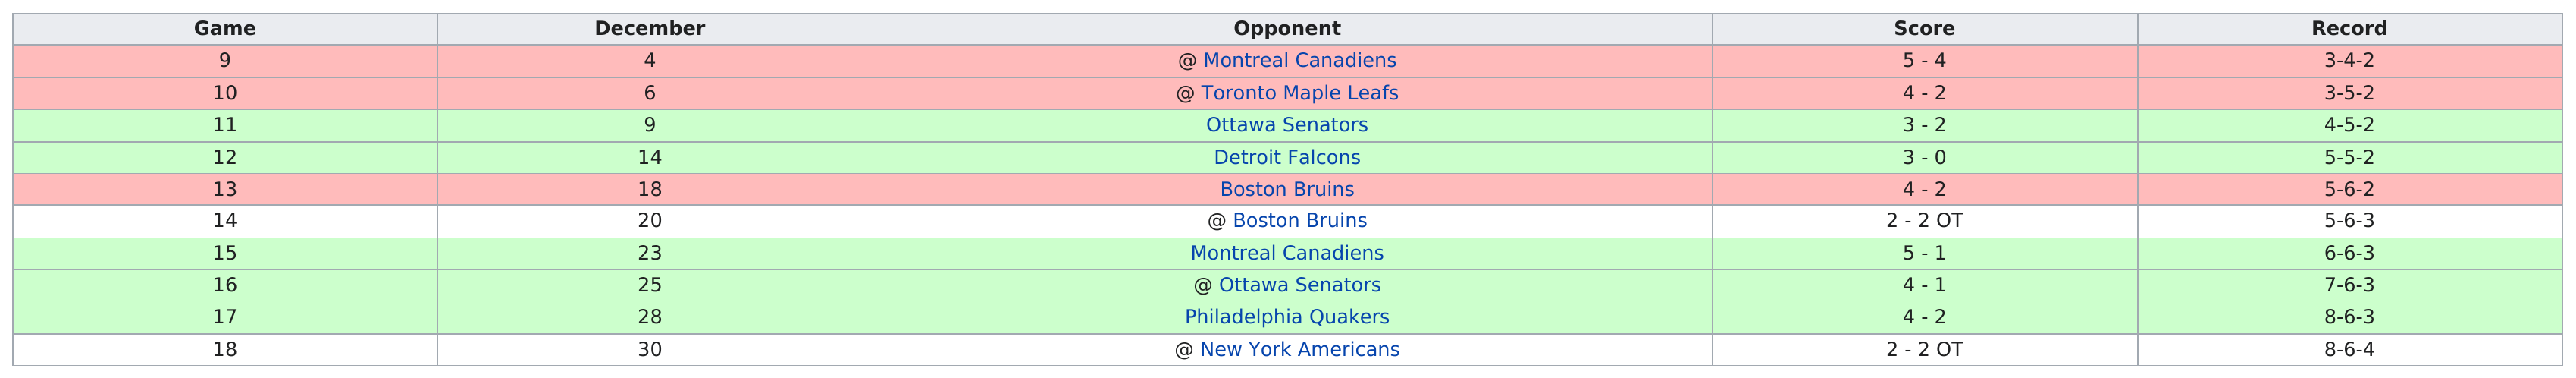 Game December Opponent Score Record
9 4 @ Montreal Canadiens 5 - 4 3-4-2
10 6 @ Toronto Maple Leafs 4 - 2 3-5-2
11 9 Ottawa Senators 3 - 2 4-5-2
12 14 Detroit Falcons 3 - 0 5-5-2
13 18 Boston Bruins 4 - 2 5-6-2
14 20 @ Boston Bruins 2 - 2 OT 5-6-3
15 23 Montreal Canadiens 5 - 1 6-6-3
16 25 @ Ottawa Senators 4 - 1 7-6-3
17 28 Philadelphia Quakers 4 - 2 8-6-3
18 30 @ New York Americans 2 - 2 OT 8-6-4